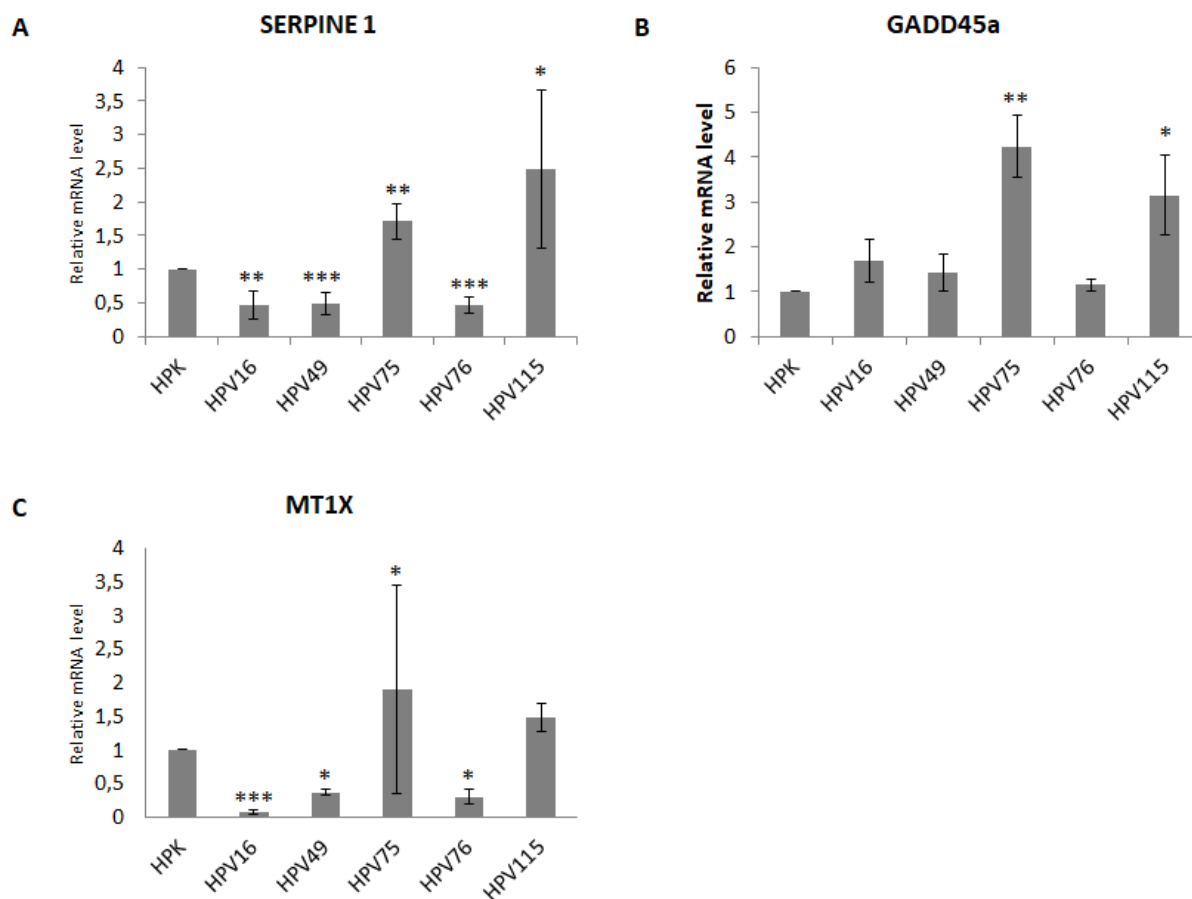 A
SERPINE 1
Relative mRNA level
4
3,5
3
2,5
2
1,5
1
0,5
0
**
***
**
***
*
HPK
HPV16
HPV49
HPV75
HPV76
HPV115
B
GADD45a
Relative mRNA level
6
5
4
3
2
1
0
**
*
HPK
HPV16
HPV49
HPV75
HPV76
HPV115
C
MT1X
Relative mRNA level
4
3,5
3
2,5
2
1,5
1
0,5
0
***
*
*
*
HPK
HPV16
HPV49
HPV75
HPV76
HPV115